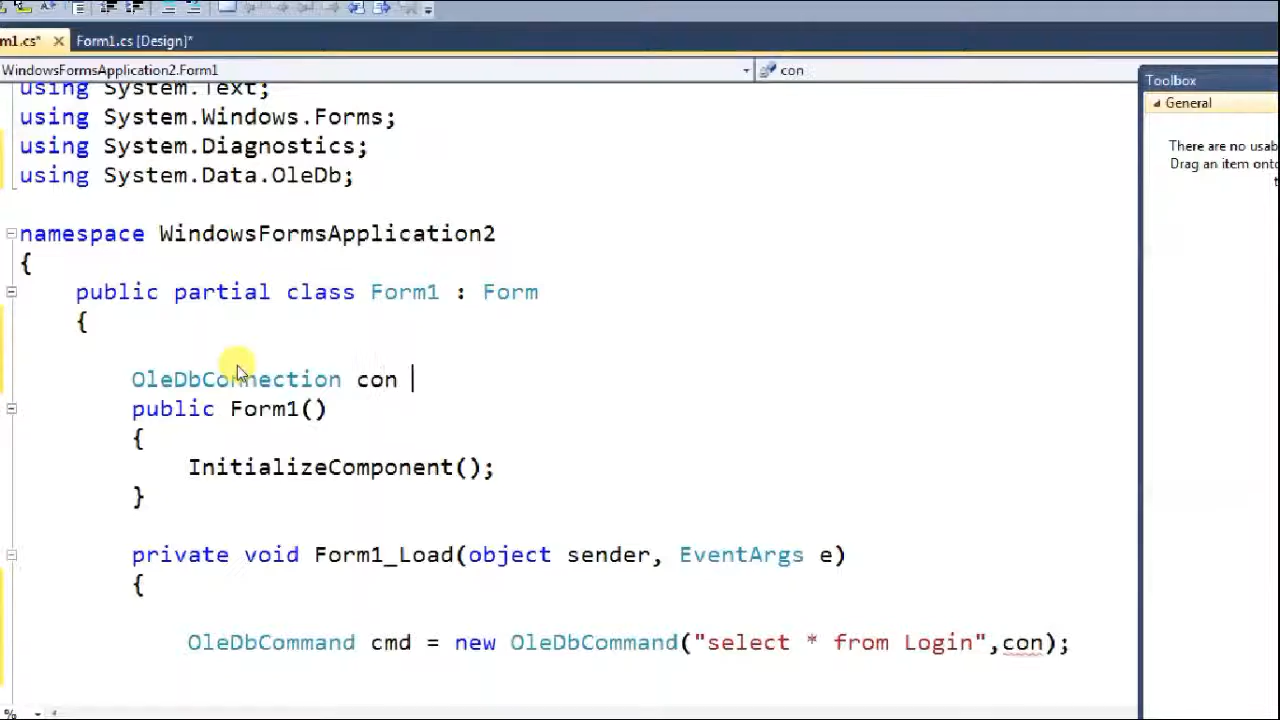 m1.cs* Form1.cs [Design]*
WindowsFormsApplication2.Form1 con
using System.Text;
using System.Windows.Forms;
using System.Diagnostics;
using System.Data.OleDb;
namespace WindowsFormsApplication2
{
public partial class Form1 : Form
{
OleDbConnection con
public Form1()
{
InitializeComponent();
}
private void Form1_Load(object sender, EventArgs e)
{
OleDbCommand cmd = new OleDbCommand("select * from Login",con);
%
Toolbox
General
There are no usab
Drag an item onto
t